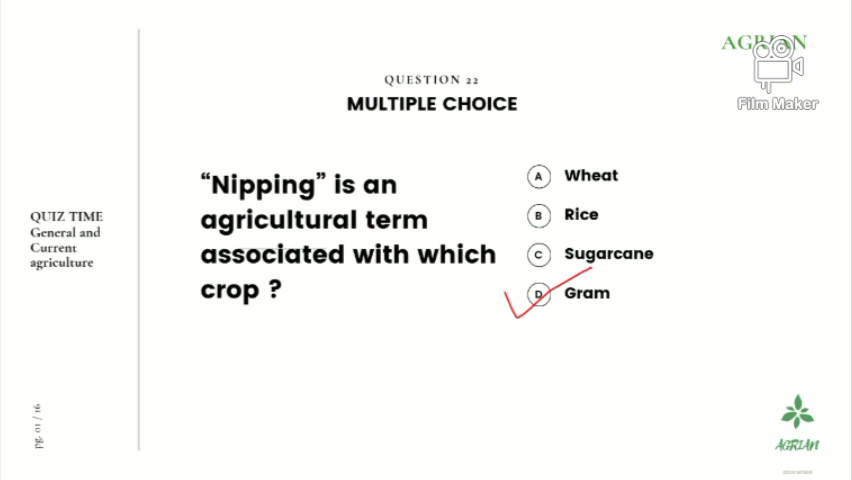 AGRIAN
Film Maker
QUESTION 22
MULTIPLE CHOICE
“Nipping” is an
agricultural term
associated with which
crop ?
A Wheat
B Rice
C Sugarcane
D Gram
QUIZ TIME
General and
Current
agriculture
pg. 01 / 16
AGRIAN